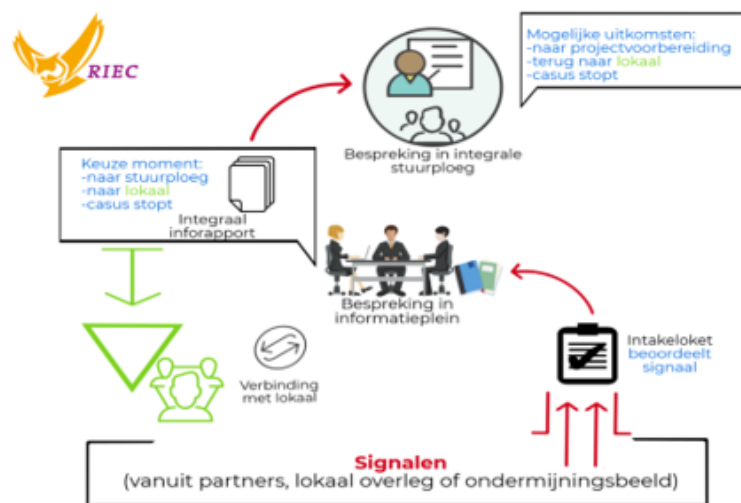 RIEC
Mogelijke uitkomsten:
-naar projectvoorbereiding
-terug naar lokaal
-casus stopt
Bespreking in integrale
stuurploeg
Keuze moment:
-naar stuurploeg
-naar lokaal
-casus stopt
Integraal
inforapport
Bespreking in
informatieplein
Intakeloket
beoordeelt
signaal
Verbinding
met lokaal
Signalen
(vanuit partners, lokaal overleg of ondermijningsbeeld)